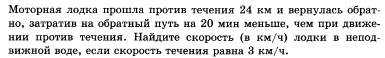 Моторная лодка прошла против течения 24 км и вернулась обрат-
но, затратив на обратный путь на 20 мин меньше, чем при движе-
нии против течения. Найдите скорость (в км/ч) лодки в непод-
вижной воде, если скорость течения равна 3 км/ч.